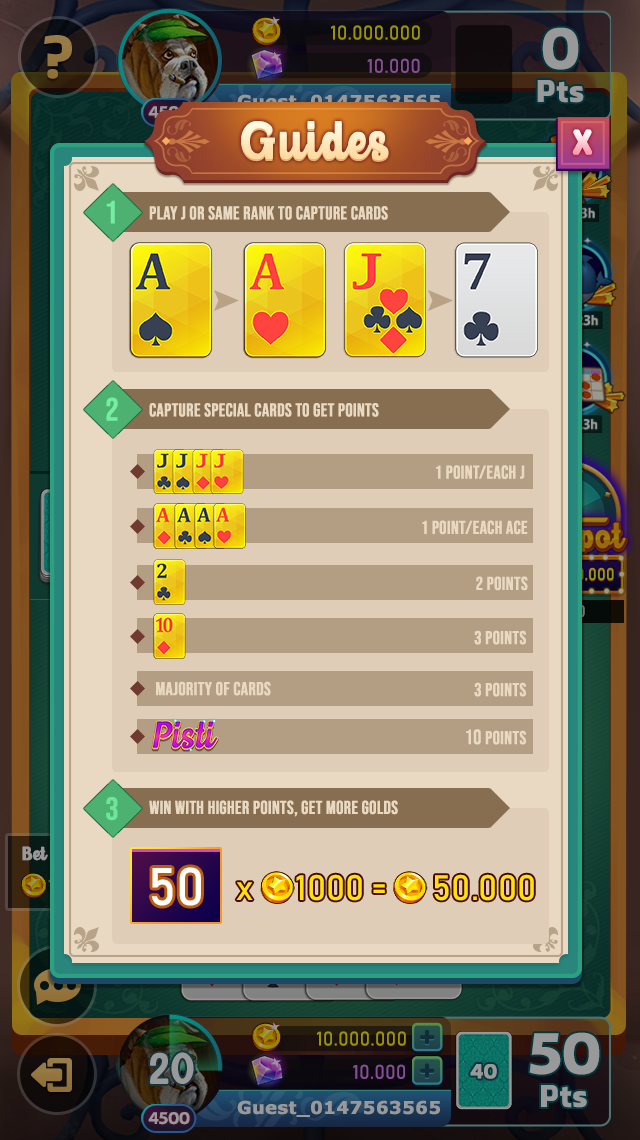 ?
10.000.000
10.000
0
Pts
Guest_0147563565
Guides
X
1
PLAY J OR SAME RANK TO CAPTURE CARDS
A
A
J
7
3h
3h
3h
2
CAPTURE SPECIAL CARDS TO GET POINTS
J J J J
1 POINT/EACH J
A A A A
1 POINT/EACH ACE
2
2 POINTS
10
3 POINTS
MAJORITY OF CARDS
3 POINTS
Pisti
10 POINTS
3
WIN WITH HIGHER POINTS, GET MORE GOLDS
Bet
50
x 1000 = 50.000
20
4500
10.000.000
10.000
Guest_0147563565
40
50
Pts